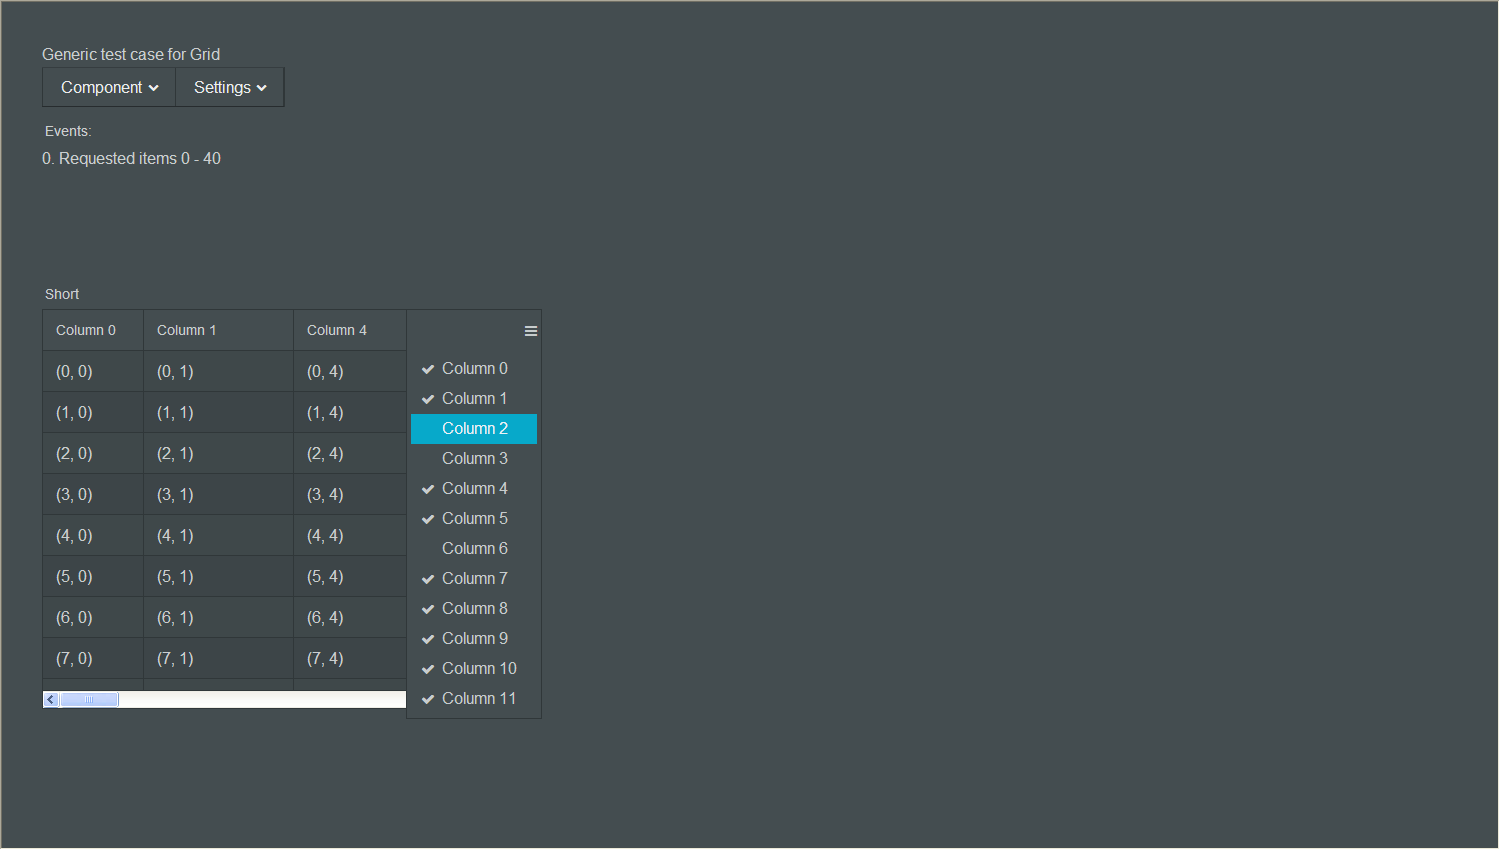 Generic test case for Grid
Component Settings
Events:
0. Requested items 0 - 40
Short
Column 0 Column 1 Column 4
(0, 0) (0, 1) (0, 4)
(1, 0) (1, 1) (1, 4)
(2, 0) (2, 1) (2, 4)
(3, 0) (3, 1) (3, 4)
(4, 0) (4, 1) (4, 4)
(5, 0) (5, 1) (5, 4)
(6, 0) (6, 1) (6, 4)
(7, 0) (7, 1) (7, 4)
Column 0
Column 1
Column 2
Column 3
Column 4
Column 5
Column 6
Column 7
Column 8
Column 9
Column 10
Column 11